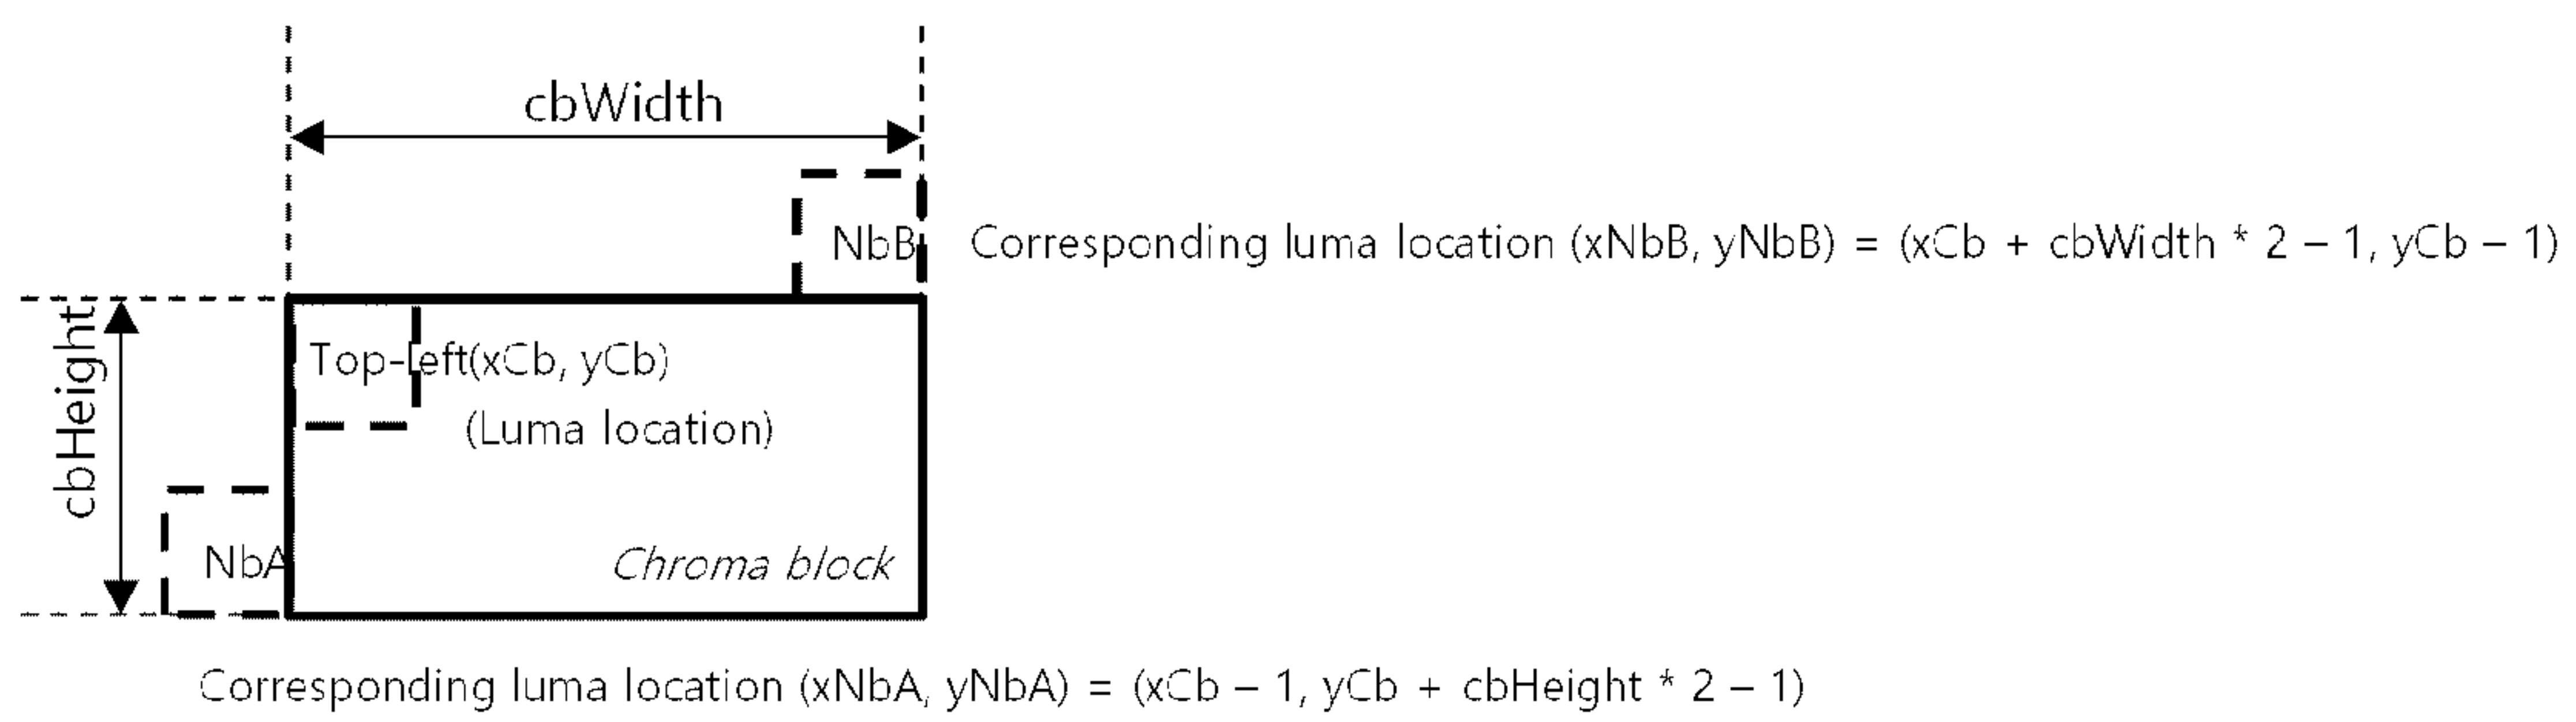 cbWidth
NbB
Corresponding luma location (xNbB, yNbB) = (xCb + cbWidth * 2 – 1, yCb – 1)
cbHeight
Top-Left(xCb, yCb)
(Luma location)
NbA
Chroma block
Corresponding luma location (xNbA, yNbA) = (xCb – 1, yCb + cbHeight * 2 – 1)